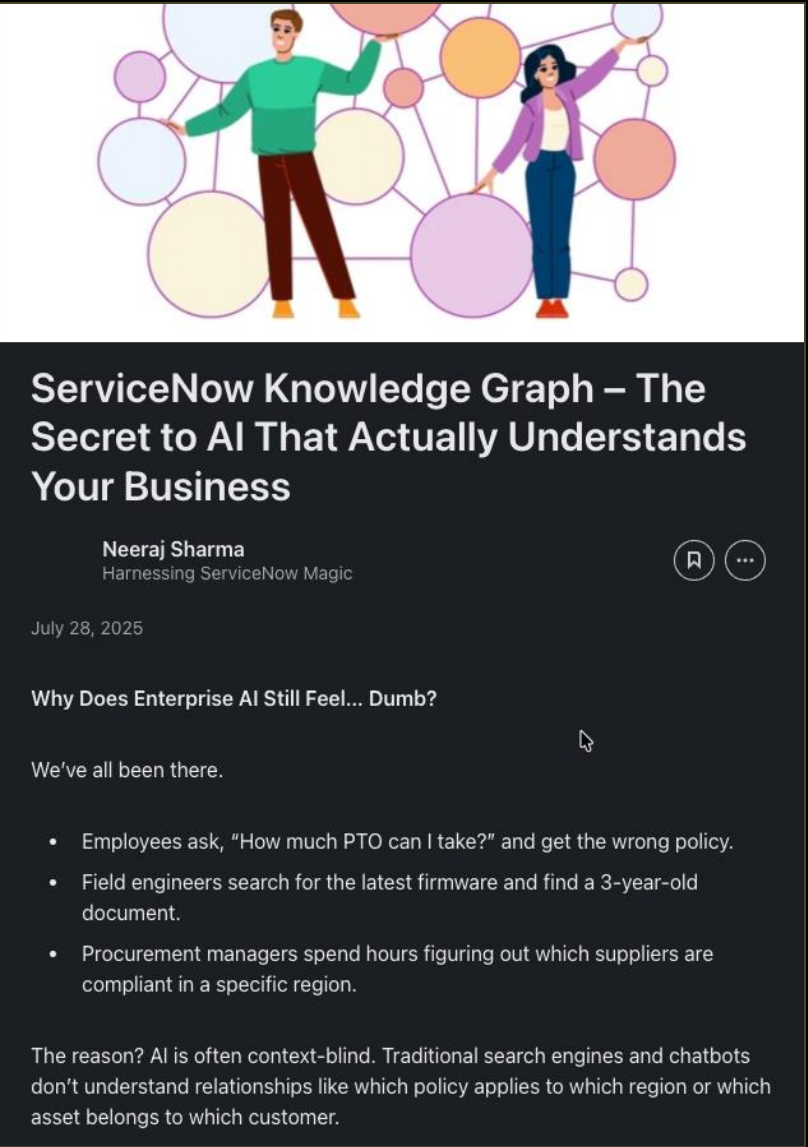 ServiceNow Knowledge Graph – The
Secret to AI That Actually Understands
Your Business
Neeraj Sharma
Harnessing ServiceNow Magic
July 28, 2025
Why Does Enterprise AI Still Feel... Dumb?
We’ve all been there.
• Employees ask, “How much PTO can I take?” and get the wrong policy.
• Field engineers search for the latest firmware and find a 3-year-old
document.
• Procurement managers spend hours figuring out which suppliers are
compliant in a specific region.
The reason? AI is often context-blind. Traditional search engines and chatbots
don’t understand relationships like which policy applies to which region or which
asset belongs to which customer.